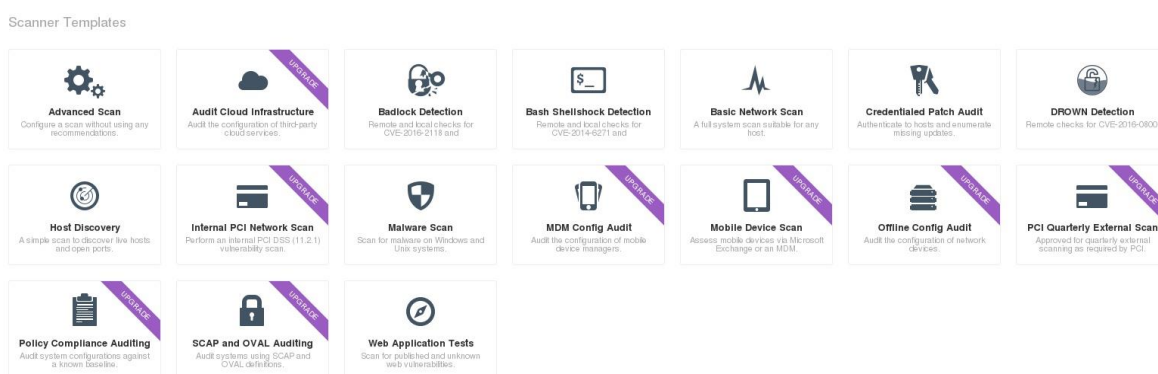 Scanner Templates
UPGRADE
Advanced Scan
Audit Cloud Infrastructure
Badlock Detection
Bash Shellshock Detection
Basic Network Scan
Credentialed Patch Audit
DROWN Detection
Configure a scan without using any
recommendations.
Audit the configuration of third-party
cloud services.
Remote and local checks for
CVE-2016-2118 and
Remote and local checks for
CVE-2014-6271 and
A full system scan suitable for any
host.
Authenticate to hosts and enumerate
missing updates.
Remote checks for CVE-2016-0800
UPGRADE
UPGRADE
UPGRADE
UPGRADE
UPGRADE
Host Discovery
Internal PCI Network Scan
Malware Scan
MDM Config Audit
Mobile Device Scan
Offline Config Audit
PCI Quarterly External Scan
A simple scan to discover live hosts
and open ports.
Perform an internal PCI DSS (11.2.1)
vulnerability scan.
Scan for malware on Windows and
Unix systems.
Audit the configuration of mobile
device managers.
Assess mobile devices via Microsoft
Exchange or an MDM.
Audit the configuration of network
devices.
Approved for quarterly external
scanning as required by PCI.
UPGRADE
UPGRADE
Policy Compliance Auditing
SCAP and OVAL Auditing
Web Application Tests
Audit system configurations against
a known baseline.
Audit systems using SCAP and
OVAL definitions.
Scan for published and unknown
web vulnerabilities.